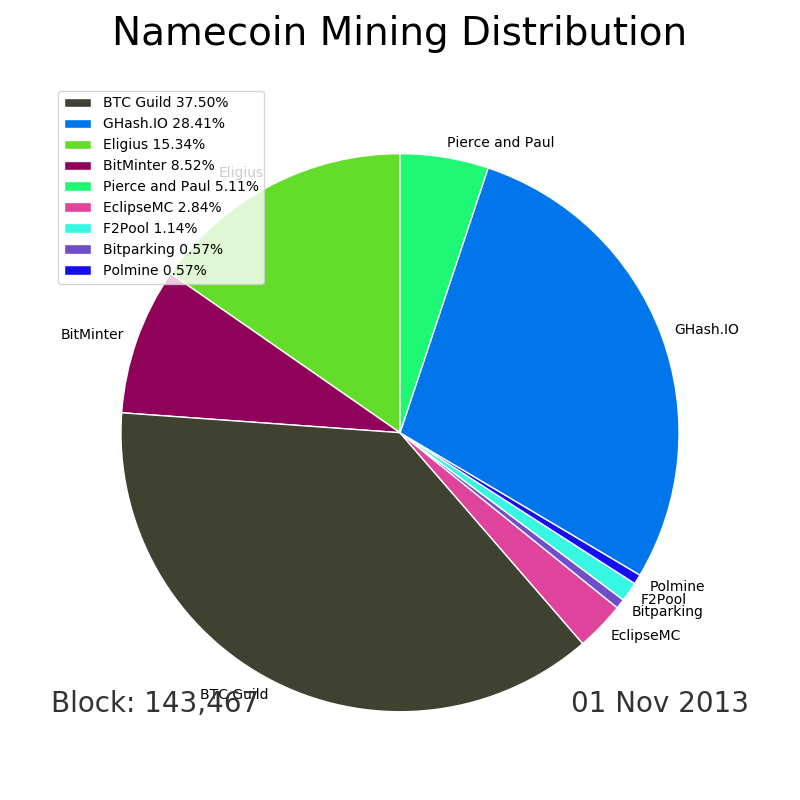 Namecoin Mining Distribution
BTC Guild 37.50%
GHash.IO 28.41%
Eligius 15.34%
BitMinter 8.52%
Pierce and Paul 5.11%
EclipseMC 2.84%
F2Pool 1.14%
Bitparking 0.57%
Polmine 0.57%
Pierce and Paul
Eligius
GHash.IO
BitMinter
Polmine
F2Pool
Bitparking
EclipseMC
BTC Guild
Block: 143,467
01 Nov 2013